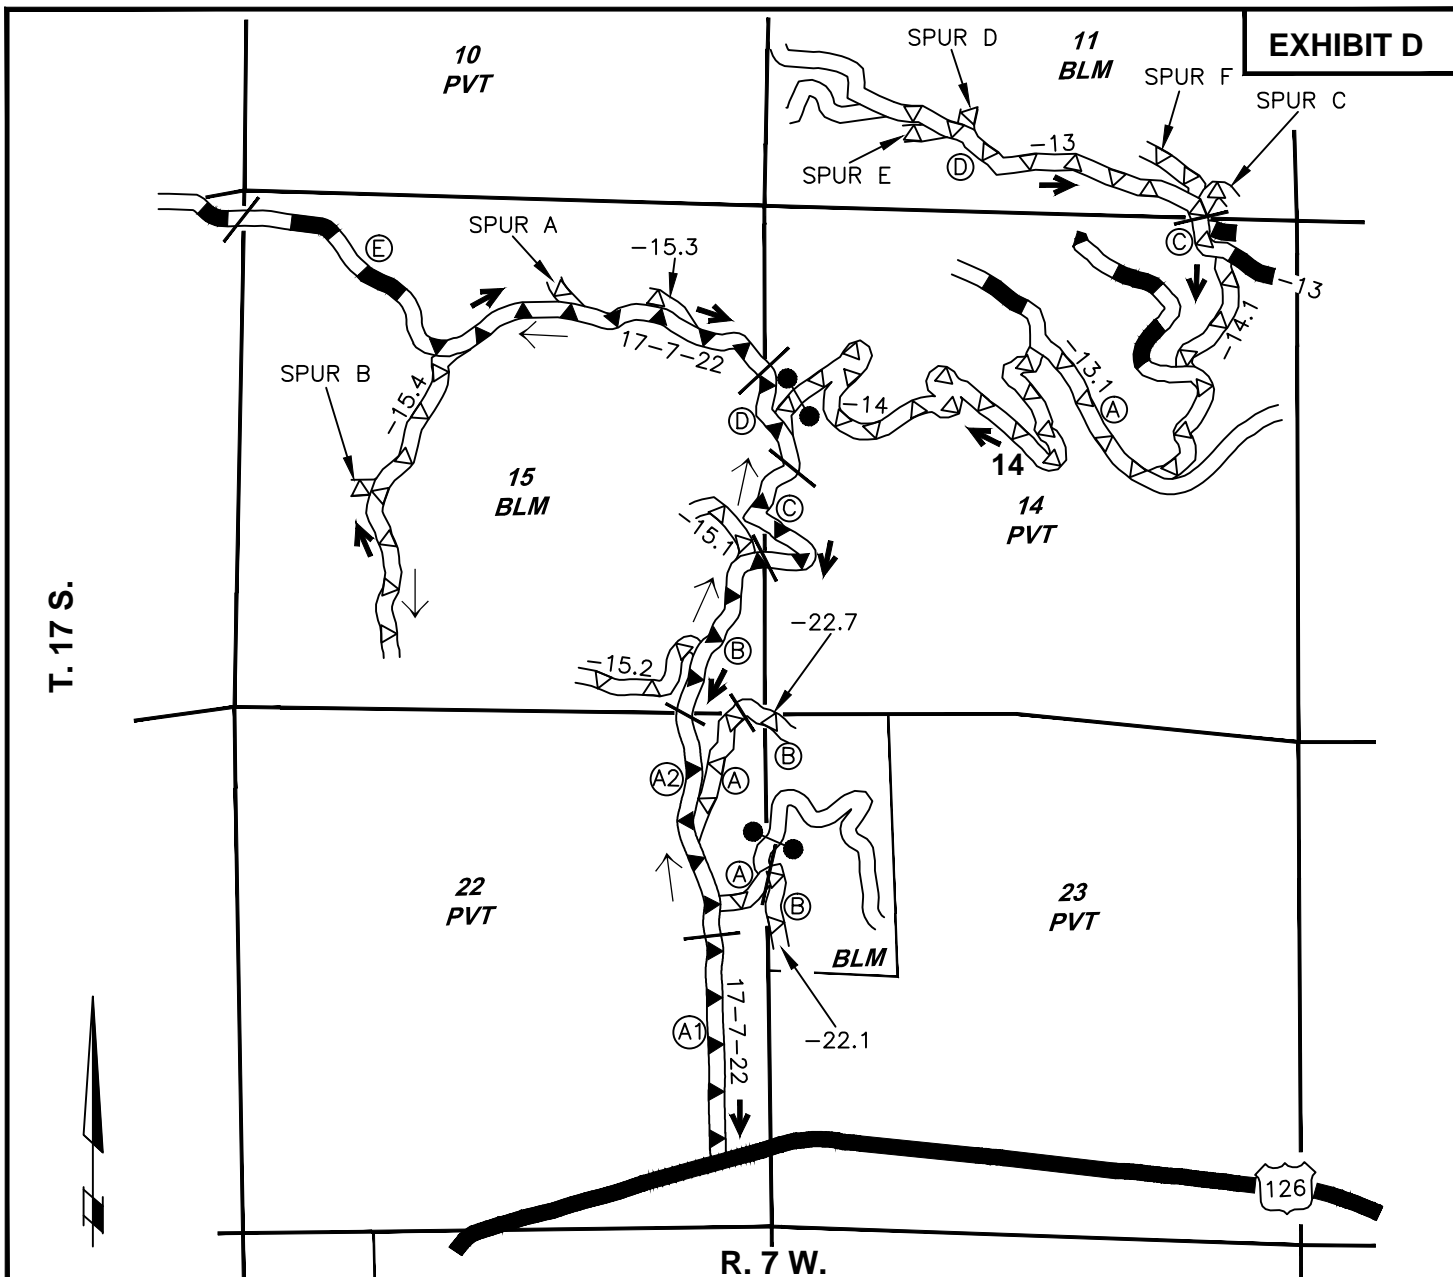 EXHIBIT D
10
PVT
SPUR D
11
BLM
SPUR F
SPUR C
-13
SPUR E
D
SPUR A
-15.3
E
C
-13
-14.1
17-7-22
SPUR B
-15.4
-13.1
A
-14
D
14
15
BLM
14
PVT
C
-15.1
T. 17 S.
-22.7
B
-15.2
A2
A
B
22
PVT
A
B
23
PVT
BLM
17-7-22
A1
-22.1
126
R. 7 W.